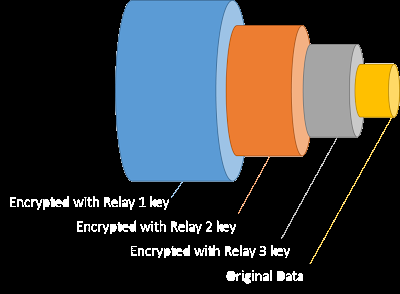 Encrypted with Relay 1 key
Encrypted with Relay 2 key
Encrypted with Relay 3 key
Original Data